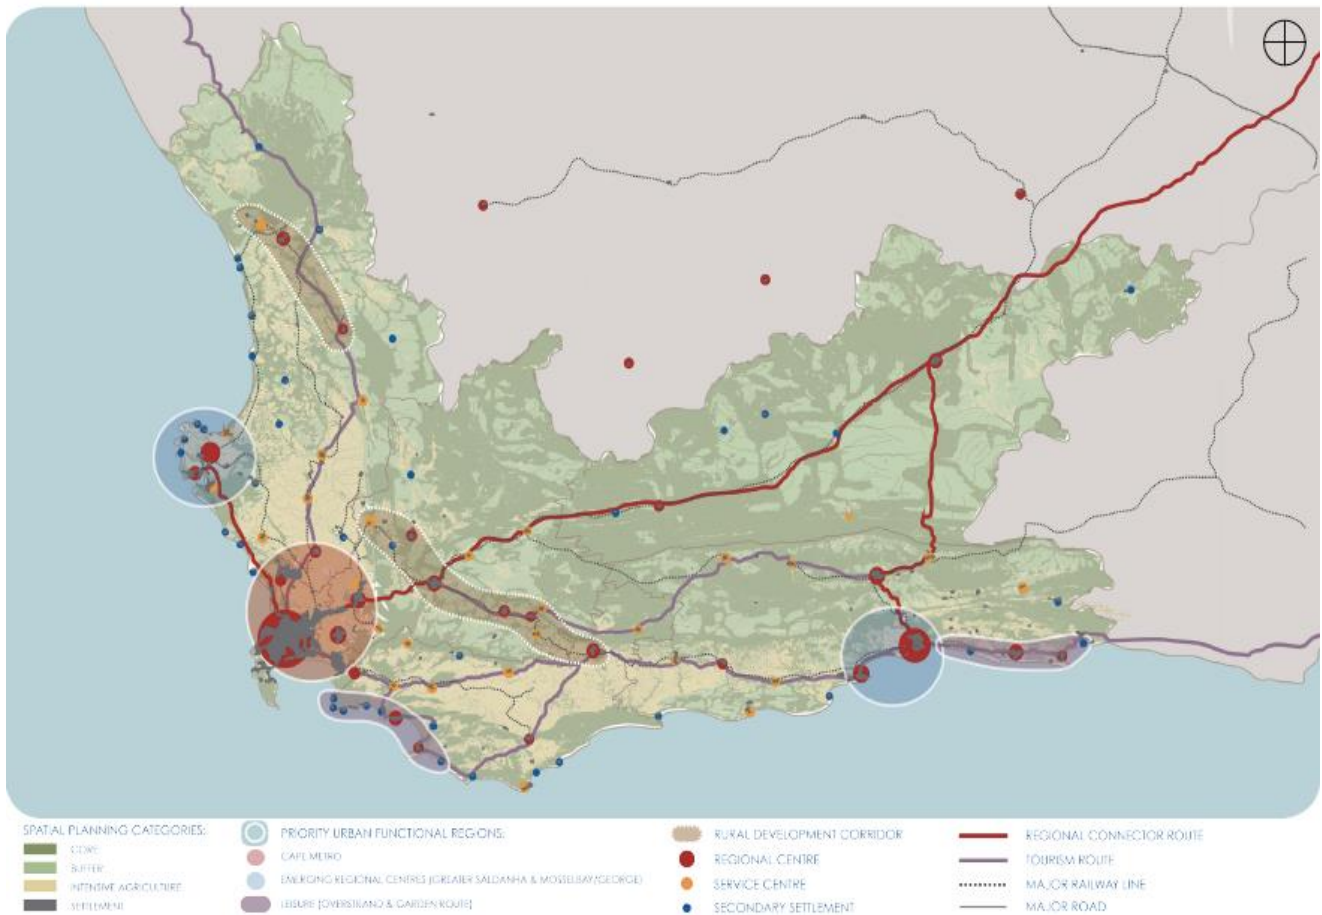 SPATIAL PLANNING CATEGORIES:
CORE
BUFFER
INTENTIVE AGRICULTURE
SETTLEMENT
PRIORITY URBAN FUNCTIONAL REGIONS:
CAPE METRO
EMERGING REGIONAL CENTRES (GREATER SALDANHA & MOSSELBAY/GEORGE)
LEISURE (OVERSTRAND & GARDEN ROUTE)
RURAL DEVELOPMENT CORRIDOR
REGIONAL CENTRE
SERVICE CENTRE
SECONDARY SETTLEMENT
REGIONAL CONNECTOR ROUTE
TOURISM ROUTE
MAJOR RAILWAY LINE
MAJOR ROAD